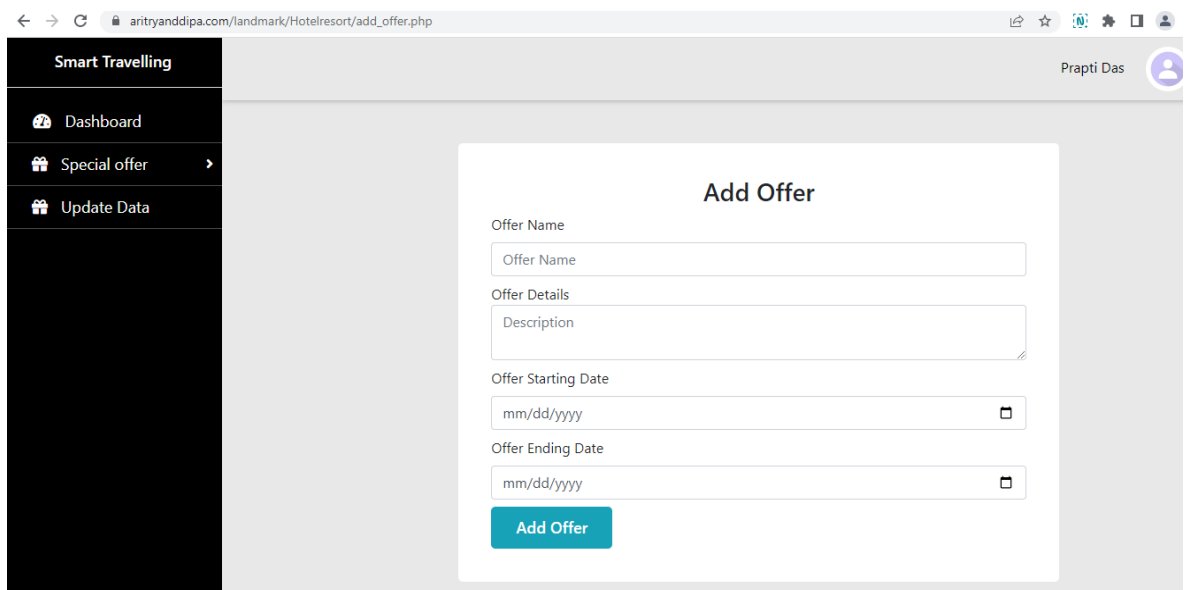 aritryanddipa.com/landmark/Hotelresort/add_offer.php
Smart Travelling
Prapti Das
Dashboard
Special offer
Update Data
Add Offer
Offer Name
Offer Name
Offer Details
Description
Offer Starting Date
mm/dd/yyyy
Offer Ending Date
mm/dd/yyyy
Add Offer